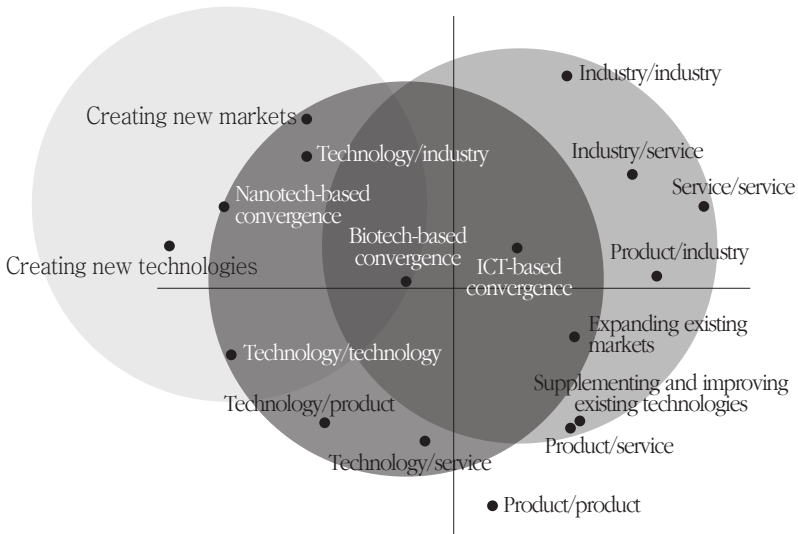 Industry/industry
Creating new markets
Technology/industry
Industry/service
Service/service
Nanotech-based
convergence
Biotech-based
convergence
Product/industry
Creating new technologies
ICT-based
convergence
Expanding existing
markets
Technology/technology
Supplementing and improving
existing technologies
Technology/product
Product/service
Technology/service
Product/product